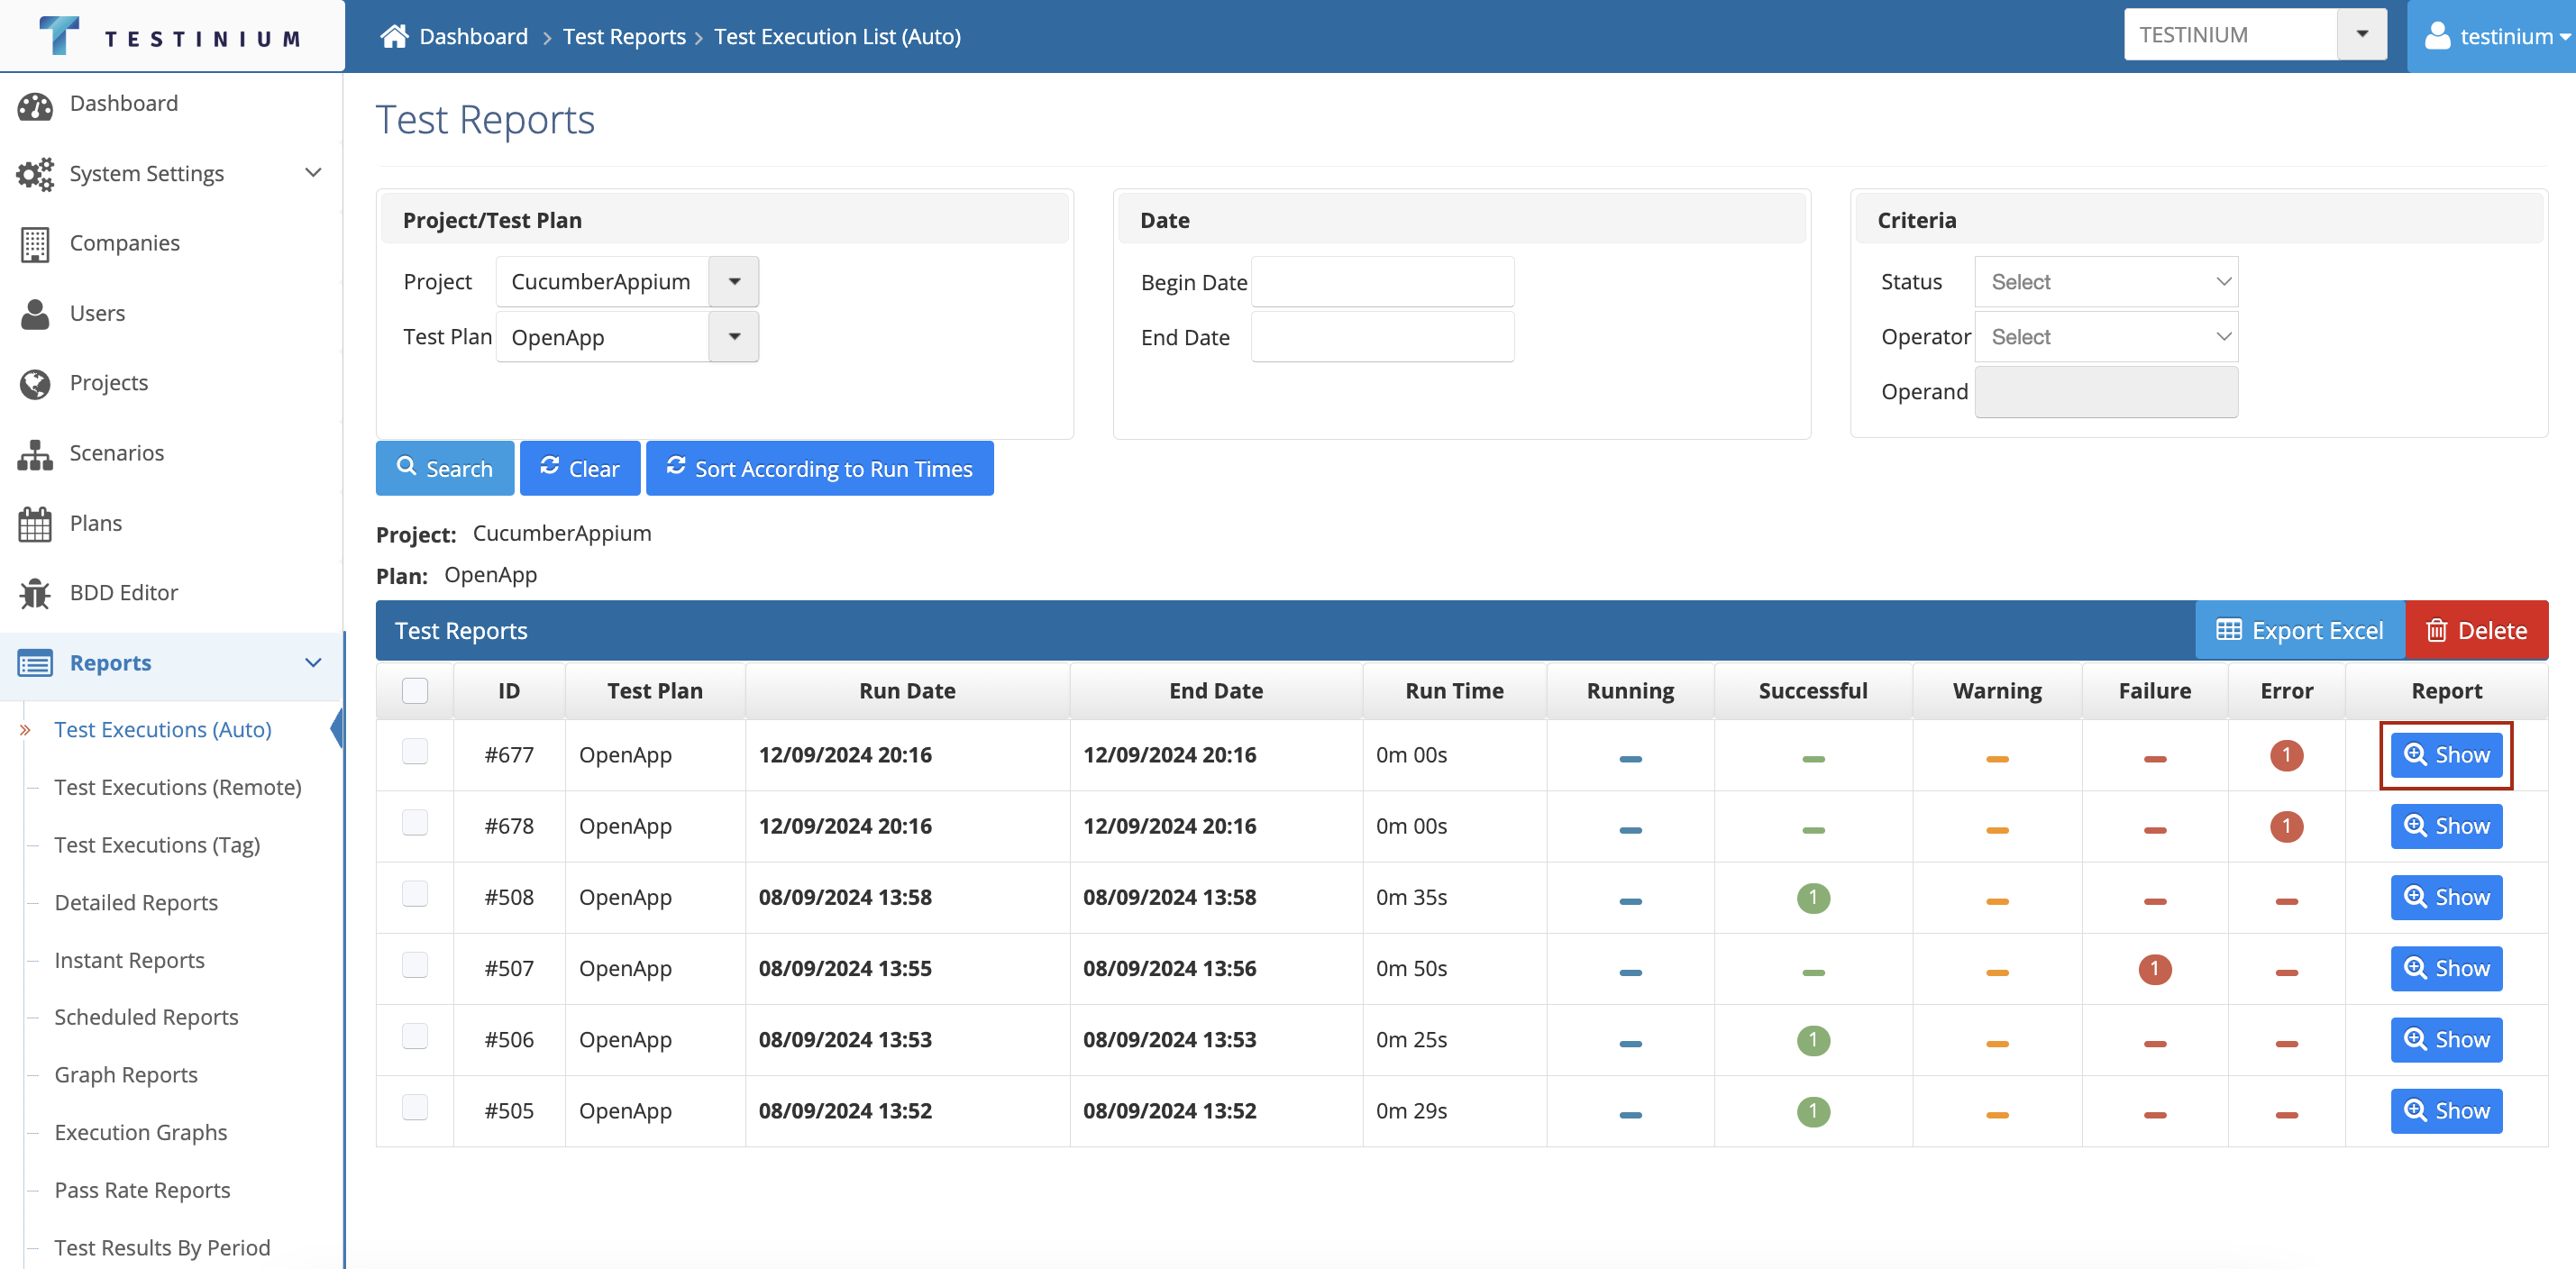 TESTINIUM
Dashboard > Test Reports > Test Execution List (Auto)
TESTINIUM
testinium
Dashboard
System Settings
Companies
Users
Projects
Scenarios
Plans
BDD Editor
Reports
Test Executions (Auto)
Test Executions (Remote)
Test Executions (Tag)
Detailed Reports
Instant Reports
Scheduled Reports
Graph Reports
Execution Graphs
Pass Rate Reports
Test Results By Period
Test Reports
Project/Test Plan
Project CucumberAppium
Test Plan OpenApp
Date
Begin Date
End Date
Criteria
Status Select
Operator Select
Operand
Search Clear Sort According to Run Times
Project: CucumberAppium
Plan: OpenApp
Test Reports Export Excel Delete
ID Test Plan Run Date End Date Run Time Running Successful Warning Failure Error Report
#677 OpenApp 12/09/2024 20:16 12/09/2024 20:16 0m 00s 1 Show
#678 OpenApp 12/09/2024 20:16 12/09/2024 20:16 0m 00s 1 Show
#508 OpenApp 08/09/2024 13:58 08/09/2024 13:58 0m 35s 1 Show
#507 OpenApp 08/09/2024 13:55 08/09/2024 13:56 0m 50s 1 Show
#506 OpenApp 08/09/2024 13:53 08/09/2024 13:53 0m 25s 1 Show
#505 OpenApp 08/09/2024 13:52 08/09/2024 13:52 0m 29s 1 Show